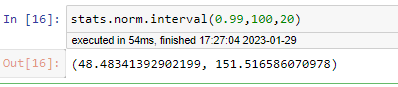 In [16]: stats.norm.interval(0.99,100,20)
executed in 54ms, finished 17:27:04 2023-01-29
Out[16]: (48.48341392902199, 151.516586070978)